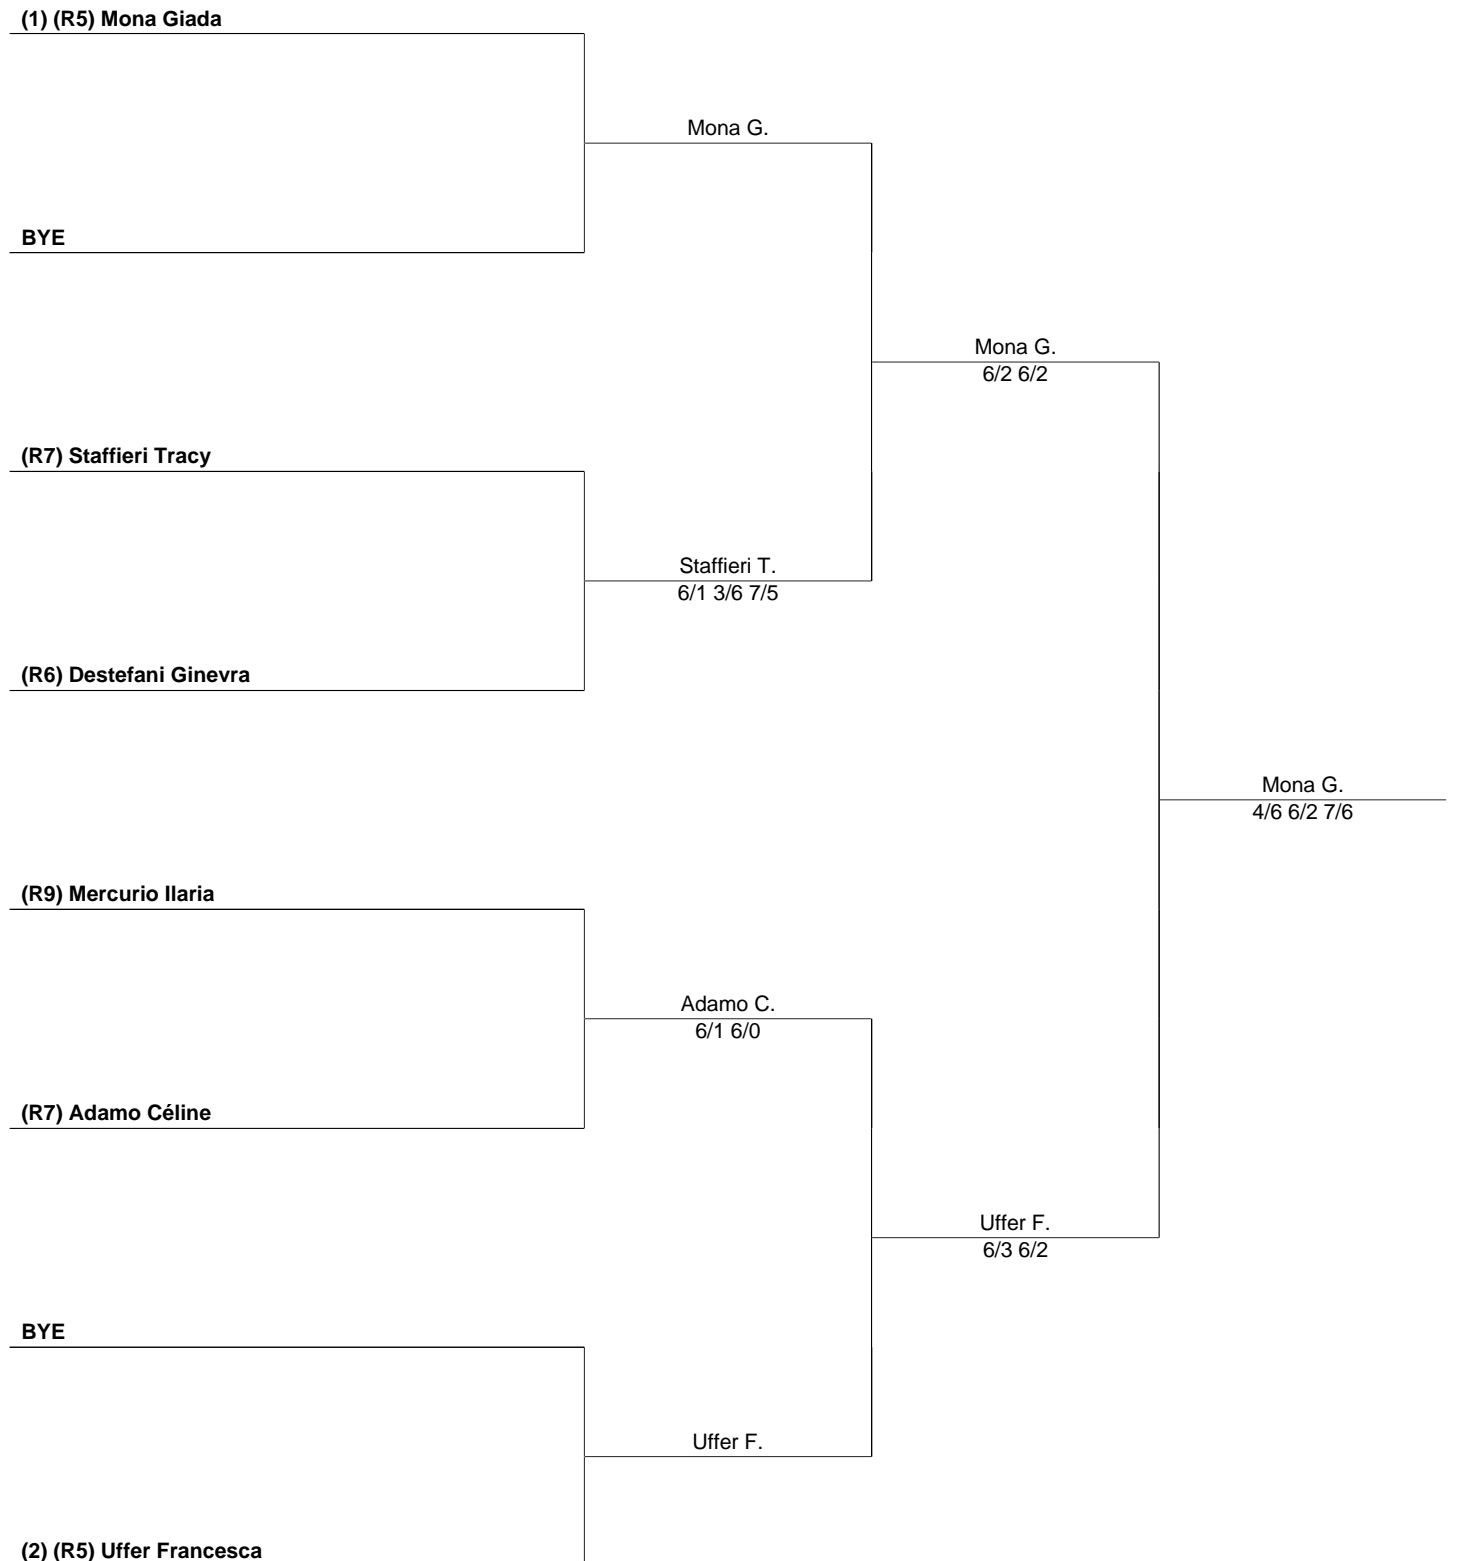 (1) (R5) Mona Giada
Mona G.
BYE
Mona G.
6/2 6/2
(R7) Staffieri Tracy
Staffieri T.
6/1 3/6 7/5
(R6) Destefani Ginevra
Mona G.
4/6 6/2 7/6
(R9) Mercurio Ilaria
Adamo C.
6/1 6/0
(R7) Adamo Céline
Uffer F.
6/3 6/2
BYE
Uffer F.
(2) (R5) Uffer Francesca